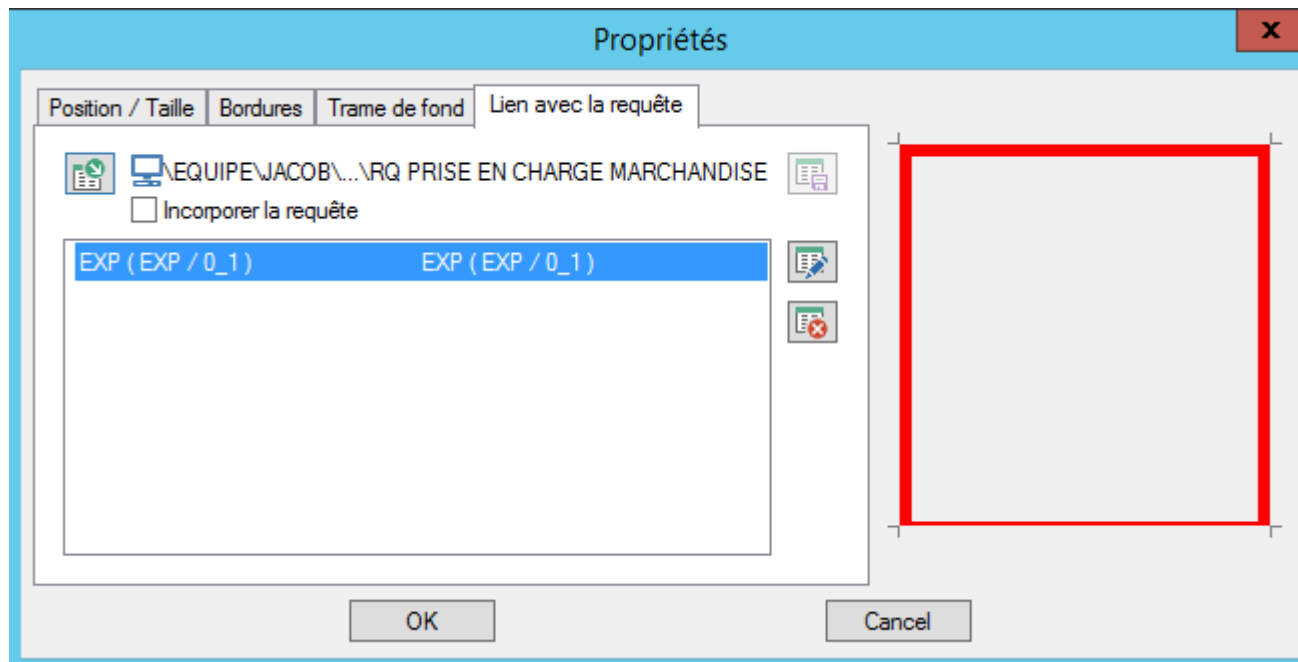 Propriétés
x
Position / Taille Bordures Trame de fond Lien avec la requête
\EQUIPE\JACOB\...\RQ PRISE EN CHARGE MARCHANDISE
Incorporer la requête
EXP ( EXP / 0_1 ) EXP ( EXP / 0_1 )
OK Cancel